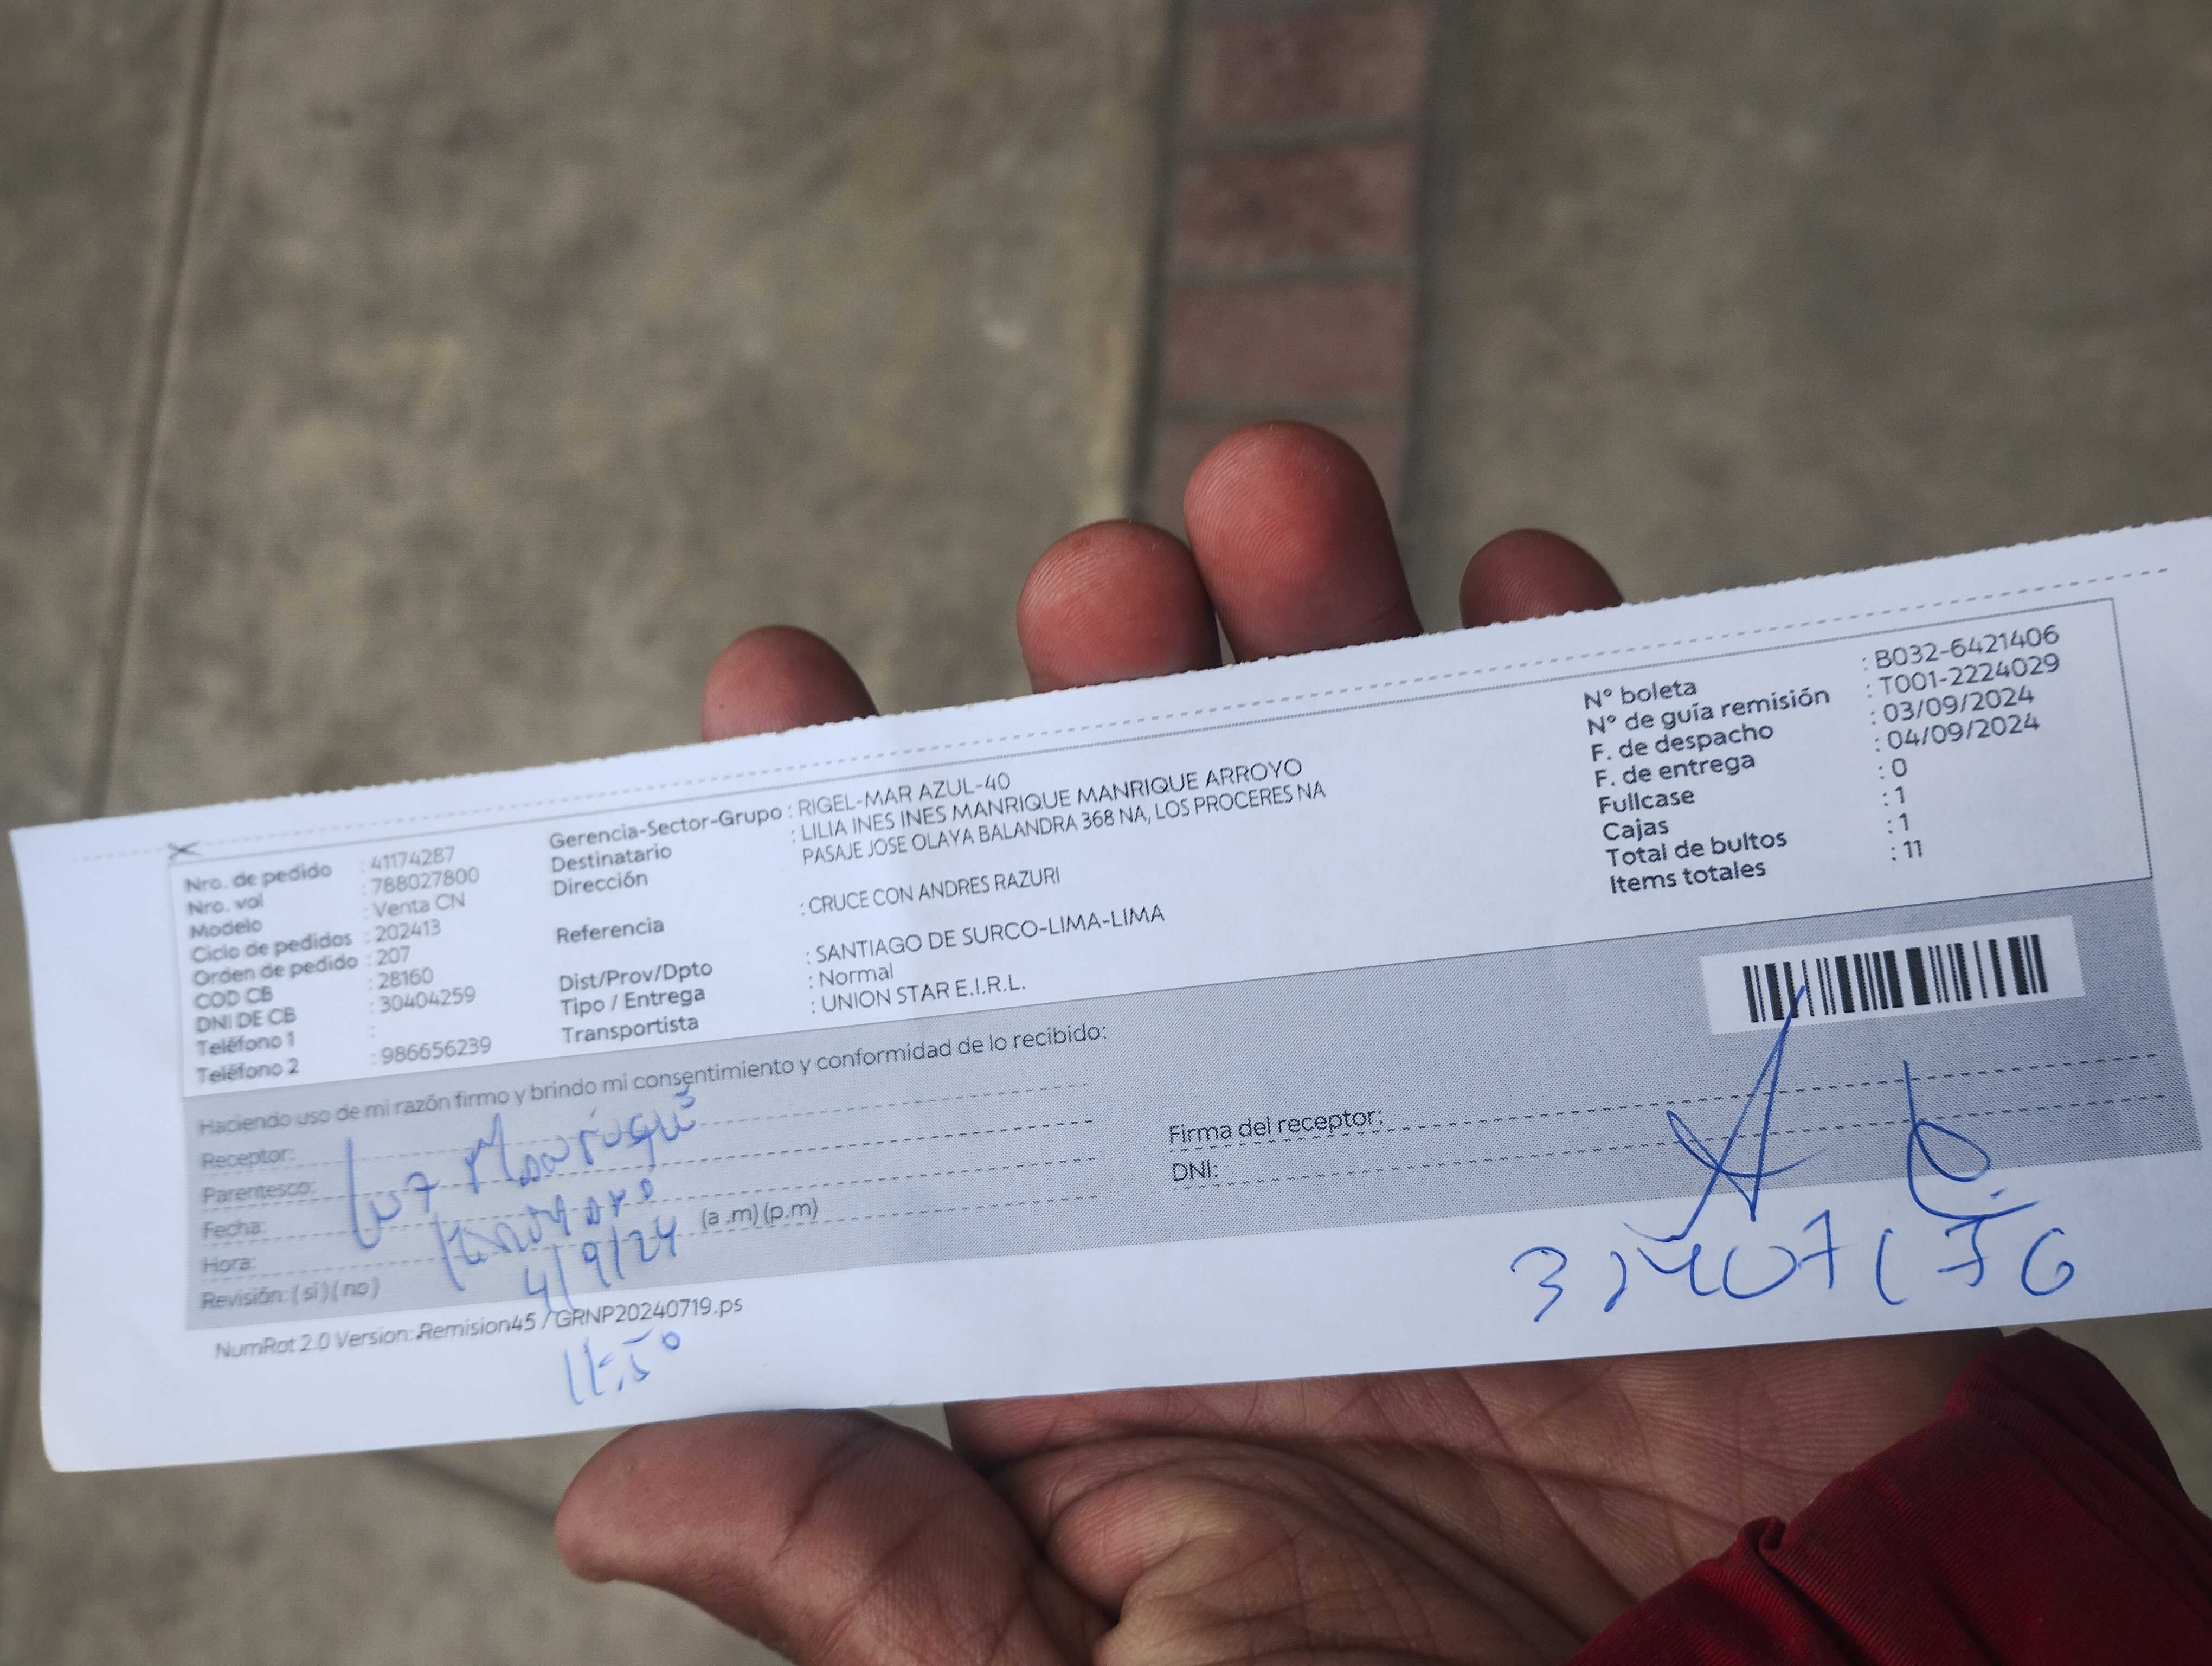 Nro. de pedido : 41174287
Nro. vol : 788027800
Modelo : Venta CN
Ciclo de pedidos : 202413
Orden de pedido : 207
COD CB : 28160
DNI DE CB : 30404259
Teléfono 1 :
Teléfono 2 : 986656239
Gerencia-Sector-Grupo : RIGEL-MAR AZUL-40
Destinatario : LILIA INES INES MANRIQUE MANRIQUE ARROYO
Dirección PASAJE JOSE OLAYA BALANDRA 368 NA, LOS PROCERES NA
Referencia : CRUCE CON ANDRES RAZURI
Dist/Prov/Dpto : SANTIAGO DE SURCO-LIMA-LIMA
Tipo / Entrega : Normal
Transportista : UNION STAR E.I.R.L.
N° boleta : B032-6421406
N° de guía remisión : T001-2224029
F. de despacho : 03/09/2024
F. de entrega : 04/09/2024
Fullcase : 0
Cajas : 1
Total de bultos : 1
Items totales : 11
Haciendo uso de mi razón firmo y brindo mi consentimiento y conformidad de lo recibido:
Receptor: Luz Manrique
Parentesco:
Fecha: 4/9/24
Hora: (a .m) (p.m) 11:50
Revisión: ( si ) ( no )
Firma del receptor:
DNI:
NumRot 2.0 Version: Remision45 / GRNP20240719.ps